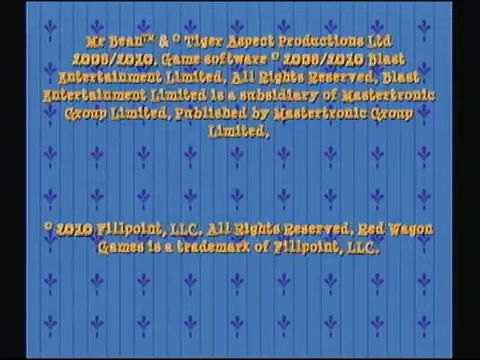 Mr Bean™ & © Tiger Aspect Productions Ltd
2008/2010. Game software © 2008/2010 Blast
Entertainment Limited, All Rights Reserved, Blast
Entertainment Limited is a subsidiary of Mastertronic
Group Limited, Published by Mastertronic Group
Limited,
© 2010 Fillpoint, LLC. All Rights Reserved. Red Wagon
Games is a trademark of Fillpoint, LLC.